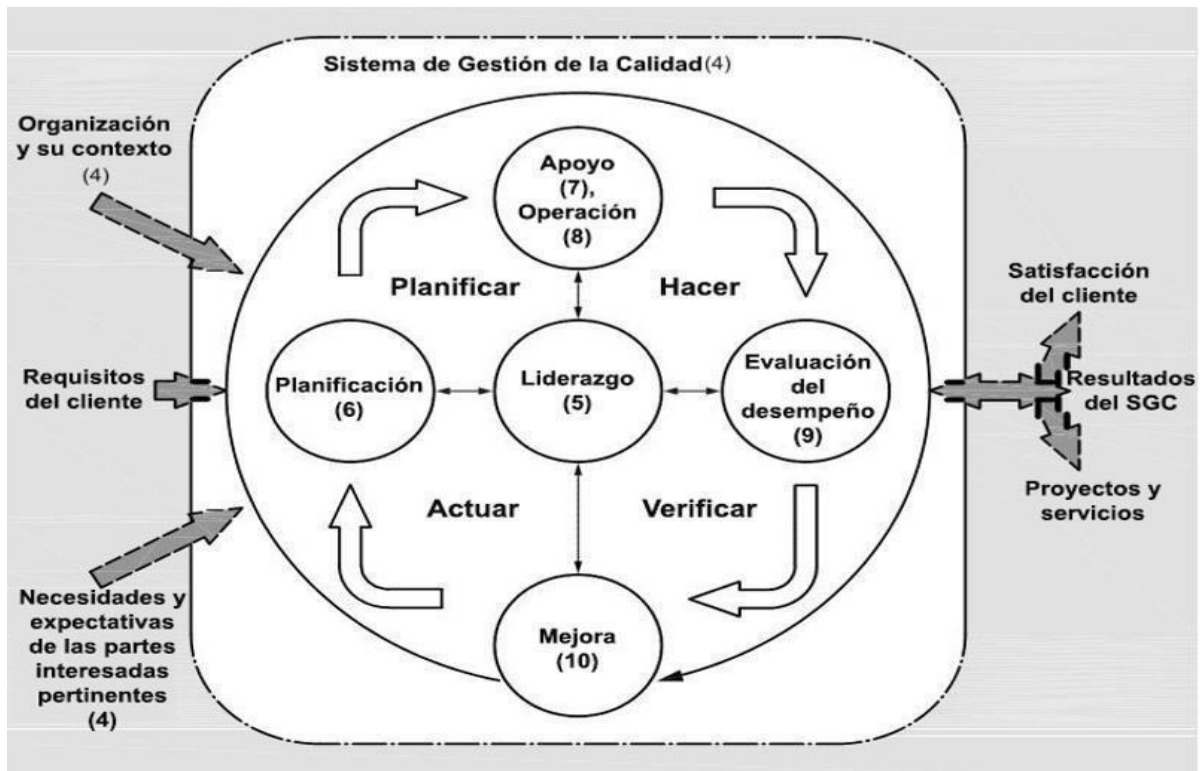 Sistema de Gestión de la Calidad(4)
Organización
y su contexto
(4)
Apoyo
(7),
Operación
(8)
Planificar
Hacer
Satisfacción
del cliente
Requisitos
del cliente
Planificación
(6)
Liderazgo
(5)
Evaluación
del
desempeño
(9)
Resultados
del SGC
Proyectos y
servicios
Actuar
Verificar
Necesidades y
expectativas
de las partes
interesadas
pertinentes
(4)
Mejora
(10)